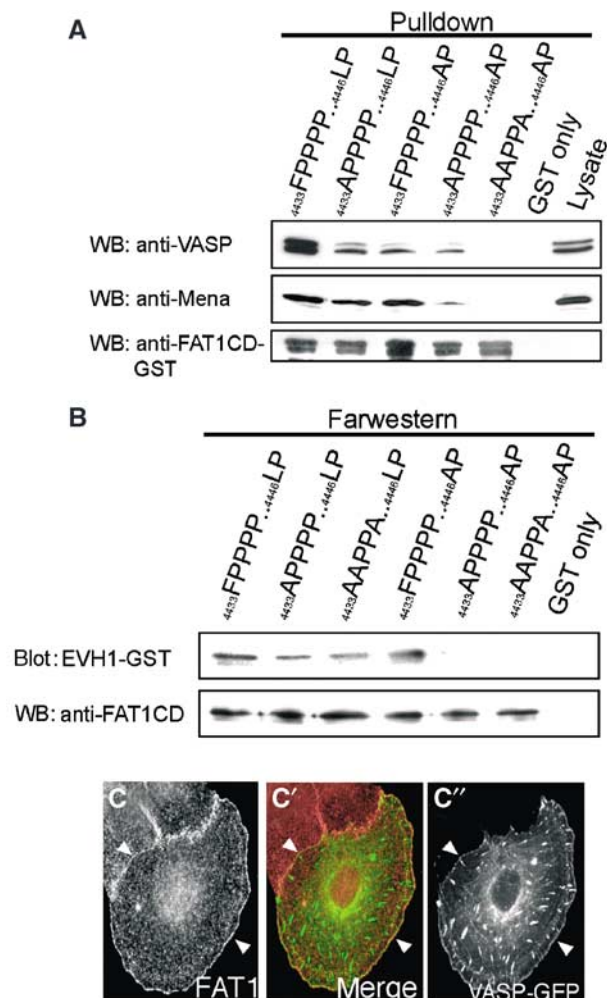 A
Pulldown
4433FPPPP..4446LP
4433APPPP..4446LP
4433FPPPP..4446AP
4433APPPP..4446AP
4433AAPPA..4446AP
GST only
Lysate
WB: anti-VASP
WB: anti-Mena
WB: anti-FAT1CD-
GST
B
Farwestern
4433FPPPP..4446LP
4433APPPP..4446LP
4433AAPPA..4446LP
4433FPPPP..4446AP
4433APPPP..4446AP
4433AAPPA..4446AP
GST only
Blot: EVH1-GST
WB: anti-FAT1CD
C
C′
C″
FAT1
Merge
VASP-GFP